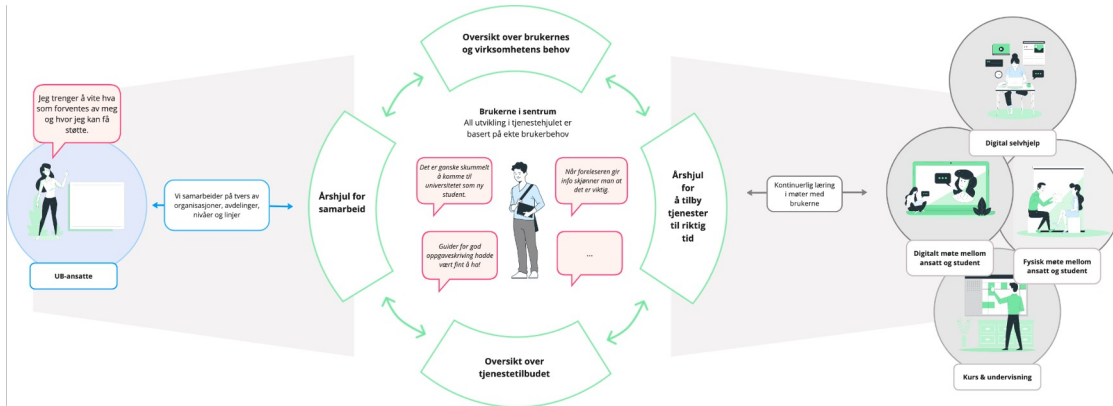 Jeg trenger å vite hva
som forventes av meg
og hvor jeg kan få
støtte.
UB-ansatte
Vi samarbeider på tvers av
organisasjoner, avdelinger,
nivåer og linjer
Årshjul for
samarbeid
Oversikt over brukernes
og virksomhetens behov
Brukerne i sentrum
All utvikling i tjenestehjulet er
basert på ekte brukerbehov
Det er ganske skummelt
å komme til
universitetet som ny
student.
Når foreleseren gir
info skjønner man at
det er viktig.
Guider for god
oppgaveskriving hadde
vært fint å ha!
...
Oversikt over
tjenestetilbudet
Årshjul
for
å tilby
tjenester
til riktig
tid
Kontinuerlig læring
i møter med
brukerne
Digital selvhjelp
Digitalt møte mellom
ansatt og student
Fysisk møte mellom
ansatt og student
Kurs & undervisning